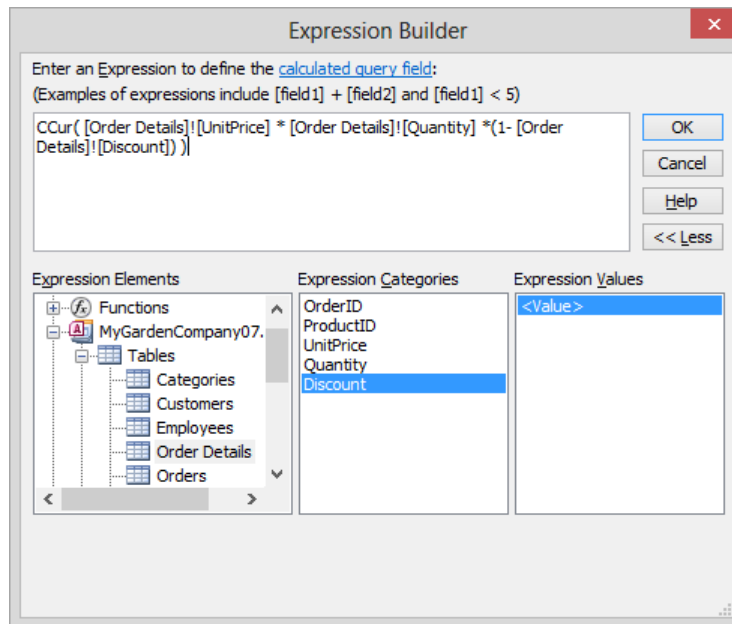 Expression Builder
Enter an Expression to define the calculated query field:
(Examples of expressions include [field1] + [field2] and [field1] < 5)
CCur( [Order Details]![UnitPrice] * [Order Details]![Quantity] *(1- [Order
Details]![Discount]) )
OK
Cancel
Help
<< Less
Expression Elements
Functions
MyGardenCompany07.
Tables
Categories
Customers
Employees
Order Details
Orders
Expression Categories
OrderID
ProductID
UnitPrice
Quantity
Discount
Expression Values
<Value>